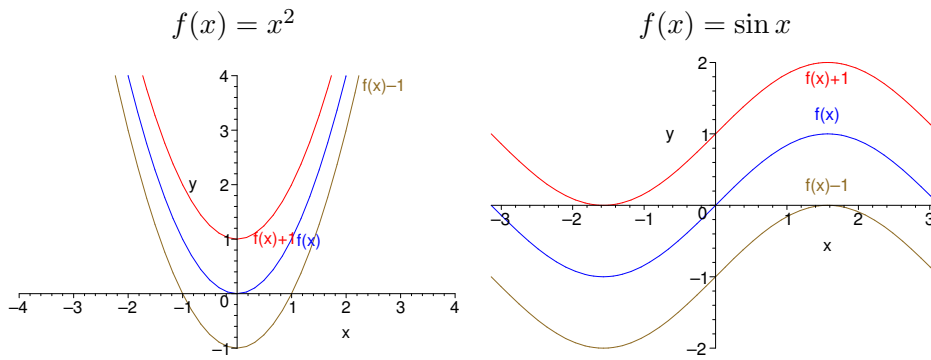 f(x) = x²
4
3
2
y
1
f(x)+1 f(x)
f(x)−1
−4 −3 −2 −1 0 1 2 3 4
x
−1
f(x) = sin x
2
f(x)+1
f(x)
y 1
f(x)−1
−3 −2 −1 0 1 2 3
x
−1
−2